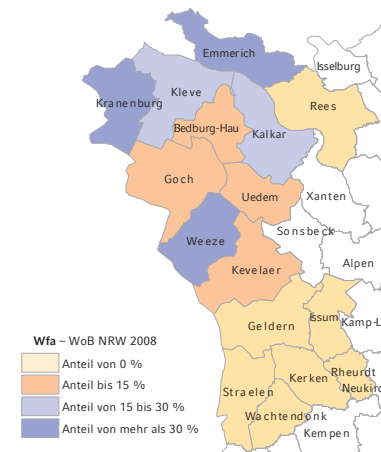 Emmerich
Isselburg
Kleve
Kranenburg
Rees
Bedburg-Hau
Kalkar
Goch
Uedem
Xanten
Sonsbeck
Weeze
Alpen
Kevelaer
Issum
Kamp-L
Geldern
Wfa – WoB NRW 2008
Anteil von 0 %
Anteil bis 15 %
Anteil von 15 bis 30 %
Anteil von mehr als 30 %
Rheurdt
Kerken
Neukirc
Straelen
Wachtendonk
Kempen